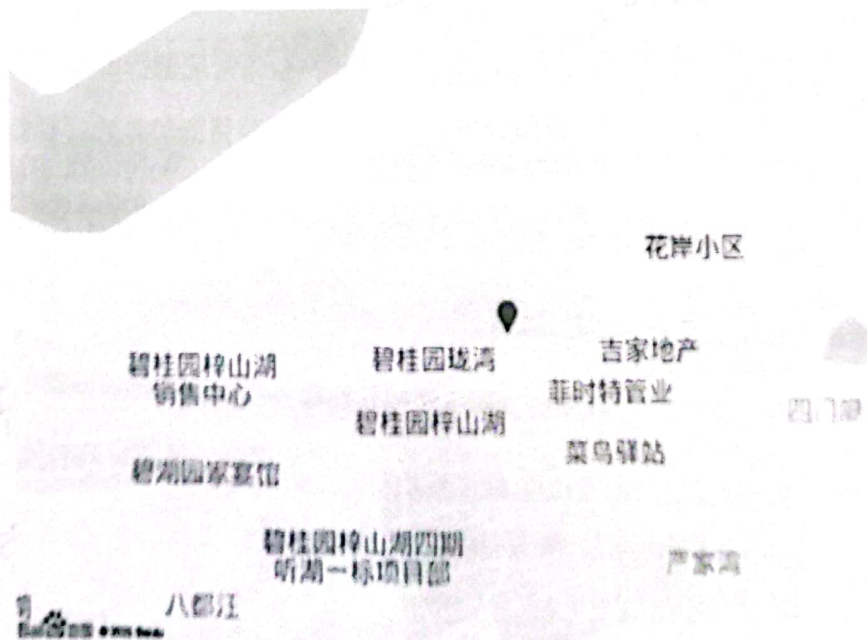 花岸小区
吉家地产
碧桂园珑湾
碧桂园梓山湖
销售中心
菲时特管业
四门
碧桂园梓山湖
菜鸟驿站
碧湖园家宴馆
碧桂园梓山湖四期
听湖一标项目部
严家湾
八都江